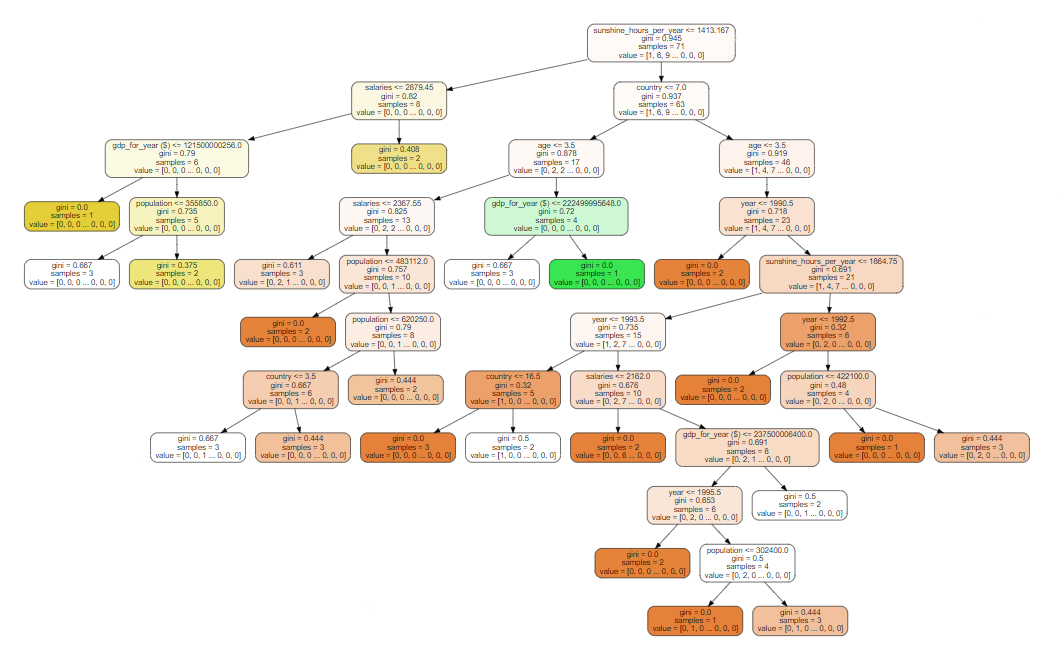 sunshine_hours_per_year <= 1413.167
gini = 0.945
samples = 71
value = [1, 6, 9 ... 0, 0, 0]
salaries <= 2879.45
gini = 0.82
samples = 8
value = [0, 0, 0 ... 0, 0, 0]
country <= 7.0
gini = 0.937
samples = 63
value = [1, 6, 9 ... 0, 0, 0]
gdp_for_year ($) <= 121500000256.0
gini = 0.79
samples = 6
value = [0, 0, 0 ... 0, 0, 0]
gini = 0.408
samples = 2
value = [0, 0, 0 ... 0, 0, 0]
age <= 3.5
gini = 0.878
samples = 17
value = [0, 2, 2 ... 0, 0, 0]
age <= 3.5
gini = 0.919
samples = 46
value = [1, 4, 7 ... 0, 0, 0]
gini = 0.0
samples = 1
value = [0, 0, 0 ... 0, 0, 0]
population <= 355850.0
gini = 0.735
samples = 5
value = [0, 0, 0 ... 0, 0, 0]
salaries <= 2367.55
gini = 0.825
samples = 13
value = [0, 2, 2 ... 0, 0, 0]
gdp_for_year ($) <= 222499995648.0
gini = 0.72
samples = 4
value = [0, 0, 0 ... 0, 0, 0]
year <= 1990.5
gini = 0.718
samples = 23
value = [1, 4, 7 ... 0, 0, 0]
gini = 0.667
samples = 3
value = [0, 0, 0 ... 0, 0, 0]
gini = 0.375
samples = 2
value = [0, 0, 0 ... 0, 0, 0]
gini = 0.611
samples = 3
value = [0, 2, 1 ... 0, 0, 0]
population <= 483112.0
gini = 0.757
samples = 10
value = [0, 0, 1 ... 0, 0, 0]
gini = 0.667
samples = 3
value = [0, 0, 0 ... 0, 0, 0]
gini = 0.0
samples = 1
value = [0, 0, 0 ... 0, 0, 0]
gini = 0.0
samples = 2
value = [0, 0, 0 ... 0, 0, 0]
sunshine_hours_per_year <= 1864.75
gini = 0.691
samples = 21
value = [1, 4, 7 ... 0, 0, 0]
gini = 0.0
samples = 2
value = [0, 0, 0 ... 0, 0, 0]
population <= 620250.0
gini = 0.79
samples = 8
value = [0, 0, 1 ... 0, 0, 0]
year <= 1993.5
gini = 0.735
samples = 15
value = [1, 2, 7 ... 0, 0, 0]
year <= 1992.5
gini = 0.32
samples = 6
value = [0, 2, 0 ... 0, 0, 0]
country <= 3.5
gini = 0.667
samples = 6
value = [0, 0, 1 ... 0, 0, 0]
gini = 0.444
samples = 2
value = [0, 0, 0 ... 0, 0, 0]
country <= 16.5
gini = 0.32
samples = 5
value = [1, 0, 0 ... 0, 0, 0]
salaries <= 2162.0
gini = 0.676
samples = 10
value = [0, 2, 7 ... 0, 0, 0]
gini = 0.0
samples = 2
value = [0, 0, 0 ... 0, 0, 0]
population <= 422100.0
gini = 0.48
samples = 4
value = [0, 2, 0 ... 0, 0, 0]
gini = 0.667
samples = 3
value = [0, 0, 1 ... 0, 0, 0]
gini = 0.444
samples = 3
value = [0, 0, 0 ... 0, 0, 0]
gini = 0.0
samples = 3
value = [0, 0, 0 ... 0, 0, 0]
gini = 0.5
samples = 2
value = [1, 0, 0 ... 0, 0, 0]
gini = 0.0
samples = 2
value = [0, 0, 6 ... 0, 0, 0]
gdp_for_year ($) <= 237500006400.0
gini = 0.691
samples = 8
value = [0, 2, 1 ... 0, 0, 0]
gini = 0.0
samples = 1
value = [0, 0, 0 ... 0, 0, 0]
gini = 0.444
samples = 3
value = [0, 2, 0 ... 0, 0, 0]
year <= 1995.5
gini = 0.653
samples = 6
value = [0, 2, 0 ... 0, 0, 0]
gini = 0.5
samples = 2
value = [0, 0, 1 ... 0, 0, 0]
gini = 0.0
samples = 2
value = [0, 0, 0 ... 0, 0, 0]
population <= 302400.0
gini = 0.5
samples = 4
value = [0, 2, 0 ... 0, 0, 0]
gini = 0.0
samples = 1
value = [0, 1, 0 ... 0, 0, 0]
gini = 0.444
samples = 3
value = [0, 1, 0 ... 0, 0, 0]